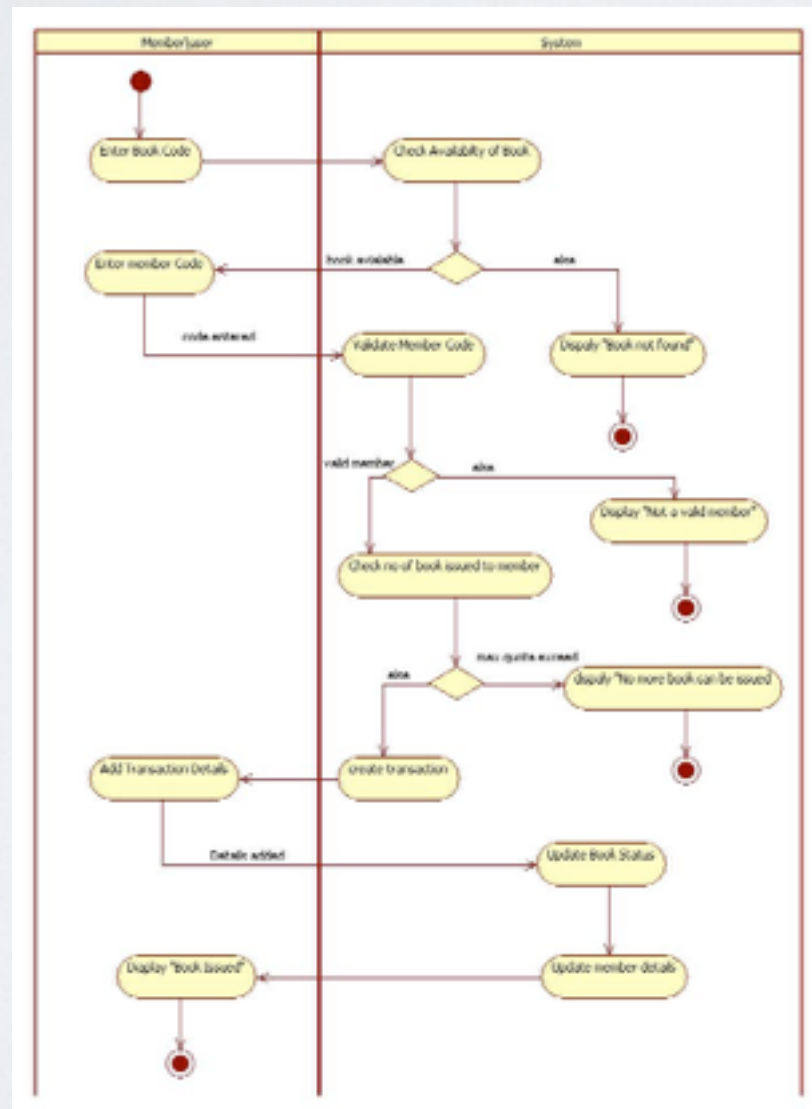 Member/user
System
Enter Book Code
Check Availabilty of Book
book available
else
Enter member Code
code entered
Validate Member Code
Dispaly "Book not found"
valid member
else
Display "Not a valid member"
Check no of book issued to member
max quota exceed
else
dispaly "No more book can be issued
Add Transaction Details
create transaction
Details added
Update Book Status
Display "Book Issued"
Update member details